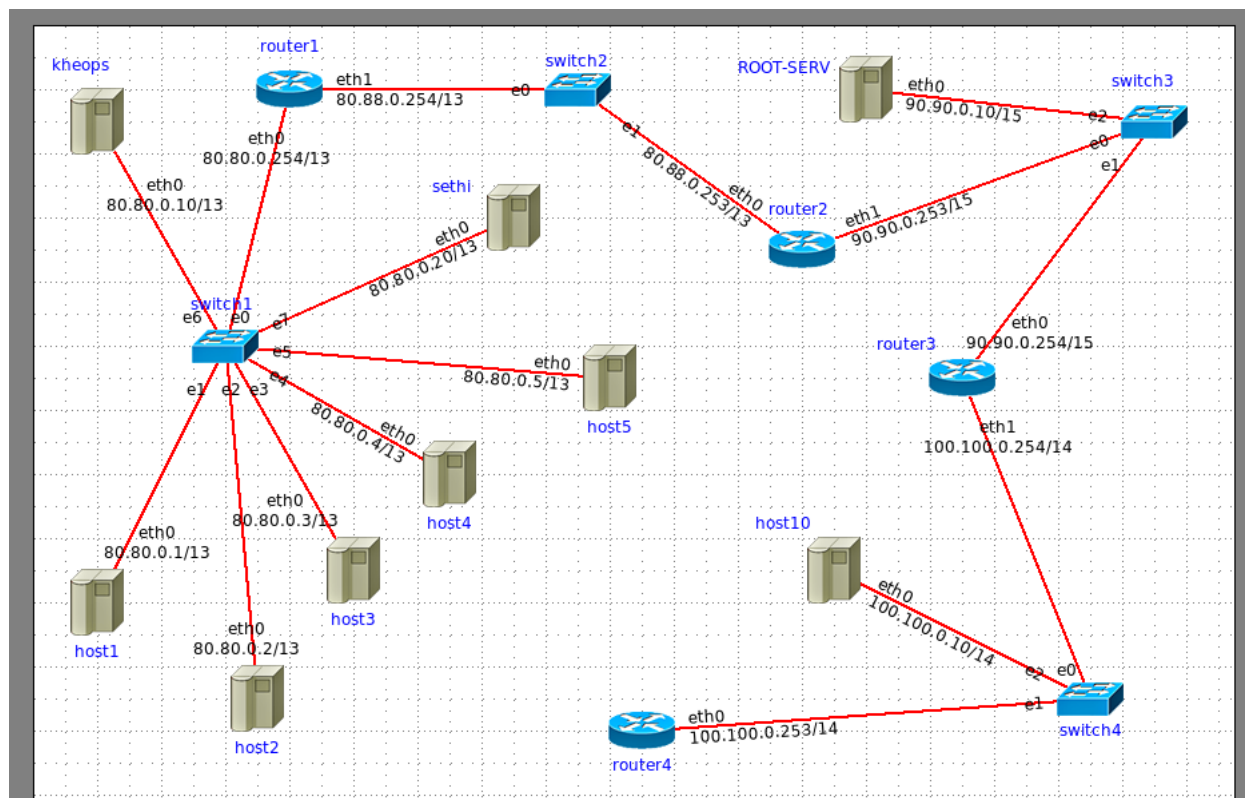 router1
kheops
eth1
80.88.0.254/13
e0
switch2
ROOT-SERV
eth0
90.90.0.10/15
e2
switch3
e0
e1
eth0
80.80.0.254/13
e1
80.88.0.253/13
eth0
router2
eth1
90.90.0.253/15
eth0
80.80.0.10/13
sethi
eth0
80.80.0.20/13
switch1
e6
e0
e7
e5
e4
e1
e2
e3
eth0
80.80.0.5/13
host5
eth0
80.80.0.4/13
host4
eth0
90.90.0.254/15
router3
eth1
100.100.0.254/14
eth0
80.80.0.3/13
host3
eth0
80.80.0.1/13
host1
eth0
80.80.0.2/13
host2
host10
eth0
100.100.0.10/14
e2
e0
e1
switch4
eth0
100.100.0.253/14
router4